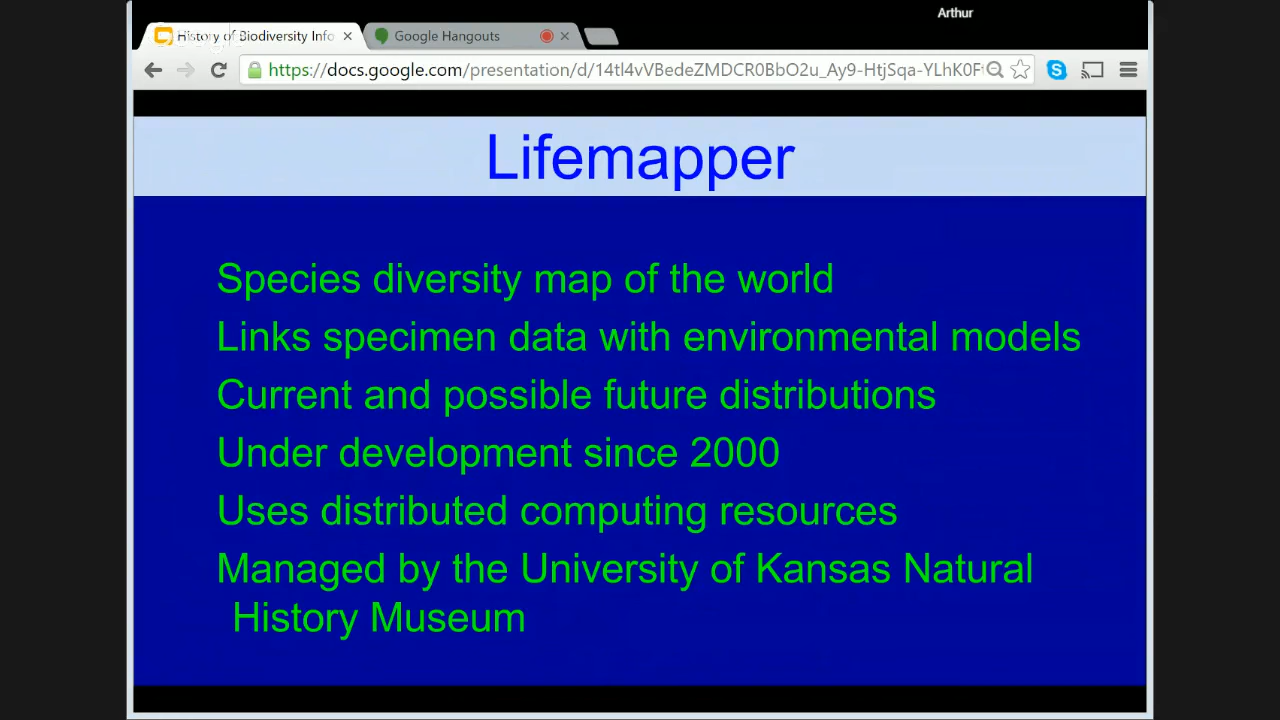 Arthur
History of Biodiversity Info
Google Hangouts
https://docs.google.com/presentation/d/14tl4vVBedeZMDCR0BbO2u_Ay9-HtjSqa-YLhK0F
Lifemapper
Species diversity map of the world
Links specimen data with environmental models
Current and possible future distributions
Under development since 2000
Uses distributed computing resources
Managed by the University of Kansas Natural
History Museum